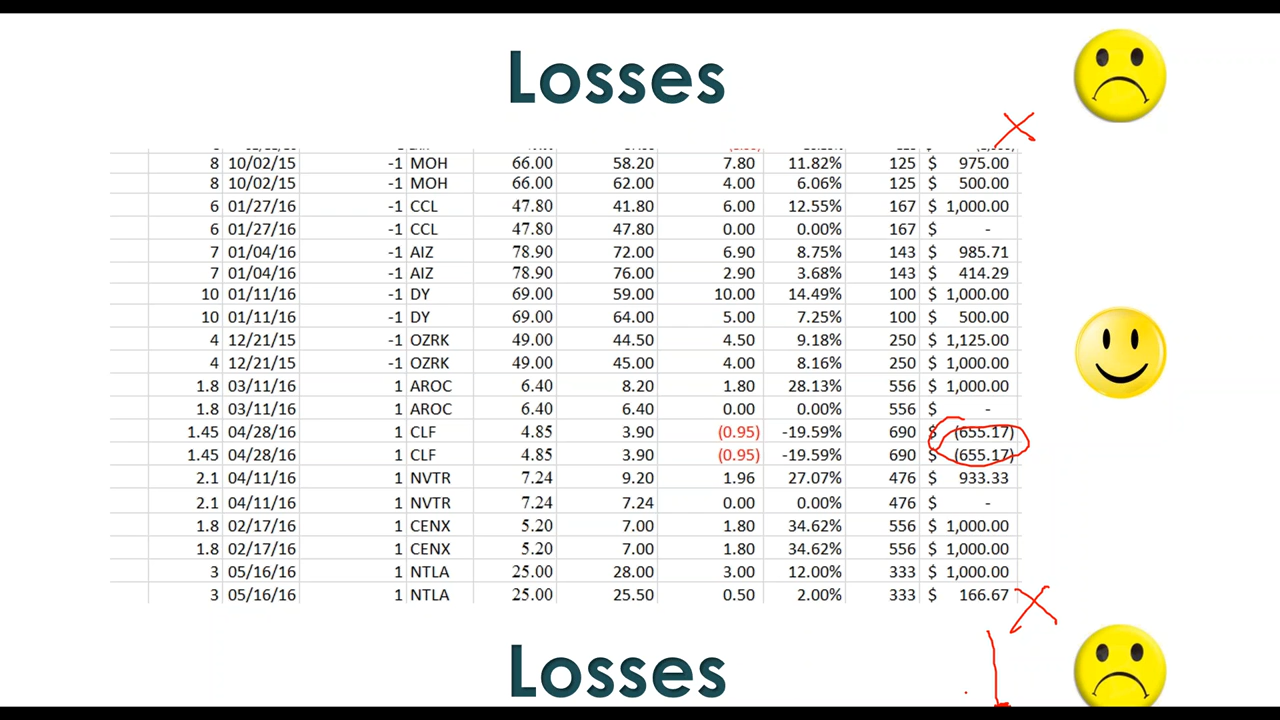 Losses
8 10/02/15 -1 MOH 66.00 58.20 7.80 11.82% 125 $ 975.00
8 10/02/15 -1 MOH 66.00 62.00 4.00 6.06% 125 $ 500.00
6 01/27/16 -1 CCL 47.80 41.80 6.00 12.55% 167 $ 1,000.00
6 01/27/16 -1 CCL 47.80 47.80 0.00 0.00% 167 $ -
7 01/04/16 -1 AIZ 78.90 72.00 6.90 8.75% 143 $ 985.71
7 01/04/16 -1 AIZ 78.90 76.00 2.90 3.68% 143 $ 414.29
10 01/11/16 -1 DY 69.00 59.00 10.00 14.49% 100 $ 1,000.00
10 01/11/16 -1 DY 69.00 64.00 5.00 7.25% 100 $ 500.00
4 12/21/15 -1 OZRK 49.00 44.50 4.50 9.18% 250 $ 1,125.00
4 12/21/15 -1 OZRK 49.00 45.00 4.00 8.16% 250 $ 1,000.00
1.8 03/11/16 1 AROC 6.40 8.20 1.80 28.13% 556 $ 1,000.00
1.8 03/11/16 1 AROC 6.40 6.40 0.00 0.00% 556 $ -
1.45 04/28/16 1 CLF 4.85 3.90 (0.95) -19.59% 690 $ (655.17)
1.45 04/28/16 1 CLF 4.85 3.90 (0.95) -19.59% 690 $ (655.17)
2.1 04/11/16 1 NVTR 7.24 9.20 1.96 27.07% 476 $ 933.33
2.1 04/11/16 1 NVTR 7.24 7.24 0.00 0.00% 476 $ -
1.8 02/17/16 1 CENX 5.20 7.00 1.80 34.62% 556 $ 1,000.00
1.8 02/17/16 1 CENX 5.20 7.00 1.80 34.62% 556 $ 1,000.00
3 05/16/16 1 NTLA 25.00 28.00 3.00 12.00% 333 $ 1,000.00
3 05/16/16 1 NTLA 25.00 25.50 0.50 2.00% 333 $ 166.67
Losses